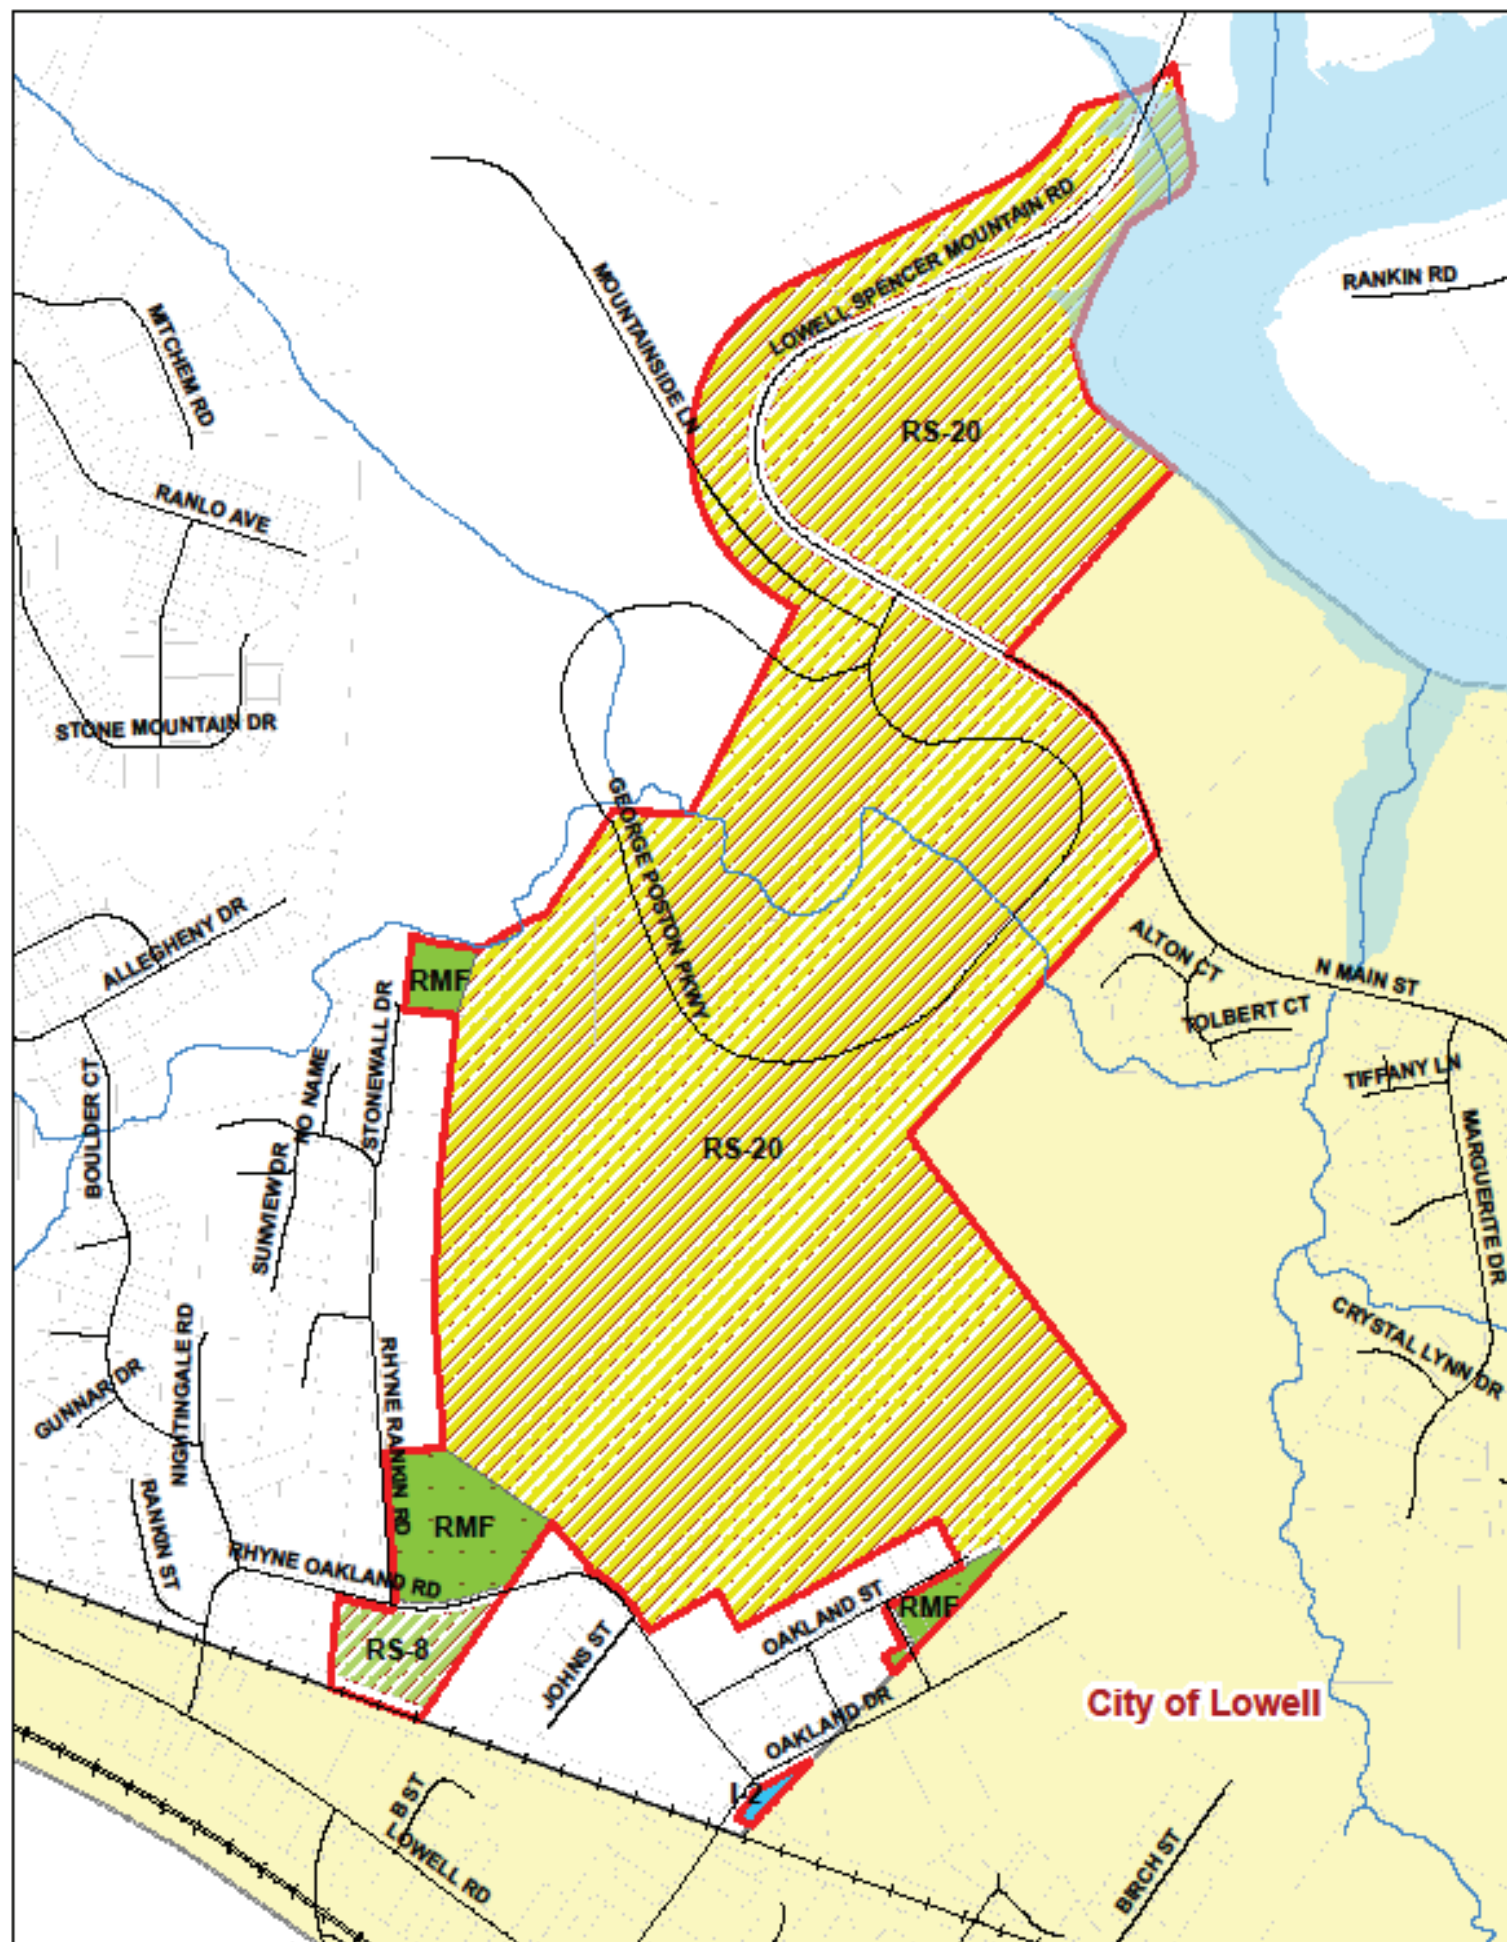 LOWELL SPENCER MOUNTAIN RD
RANKIN RD
MOUNTAINSIDE LN
MITCHEM RD
RS-20
RANLO AVE
STONE MOUNTAIN DR
GEORGE POSTON PKWY
ALLEGHENY DR
ALTON CT
N MAIN ST
RMF
STONEWALL DR
TOLBERT CT
TIFFANY LN
NO NAME
BOULDER CT
RS-20
SUNVIEW DR
MARGUERITE DR
CRYSTAL LYNN DR
NIGHTINGALE RD
GUNNAR DR
RHYNE RANKIN RD
RANKIN ST
RMF
RHYNE OAKLAND RD
OAKLAND ST
RMF
RS-8
JOHNS ST
OAKLAND DR
City of Lowell
I-2
B ST
LOWELL RD
BIRCH ST